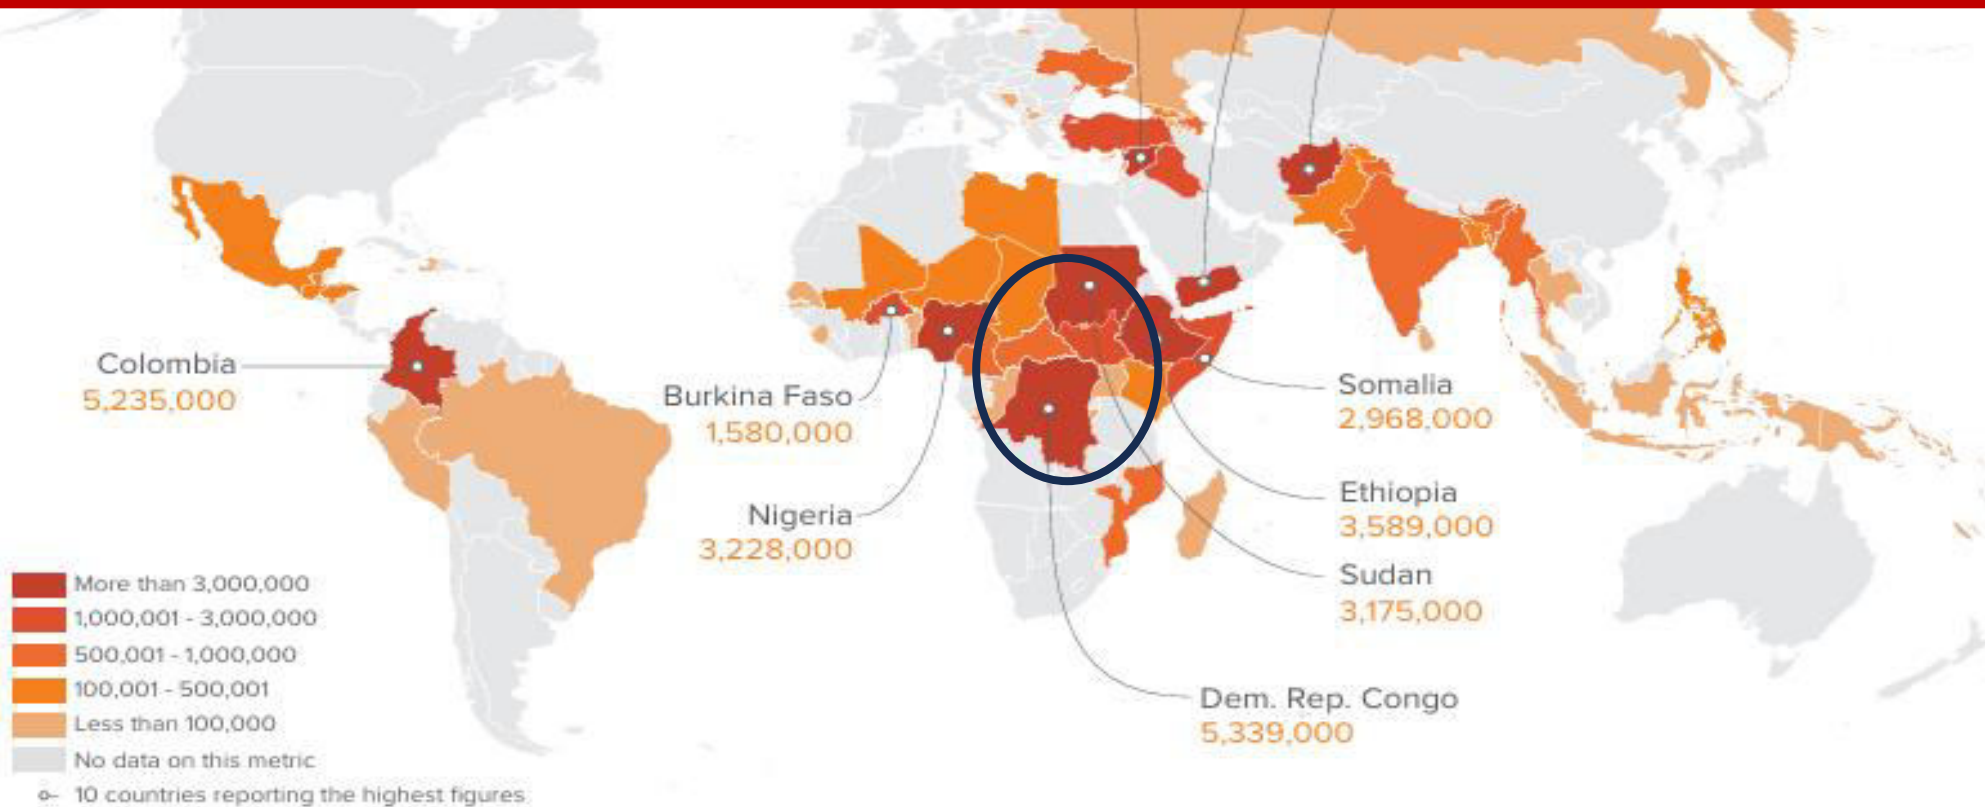 Colombia
5,235,000
Burkina Faso
1,580,000
Nigeria
3,228,000
Somalia
2,968,000
Ethiopia
3,589,000
Sudan
3,175,000
Dem. Rep. Congo
5,339,000
More than 3,000,000
1,000,001 - 3,000,000
500,001 - 1,000,000
100,001 - 500,001
Less than 100,000
No data on this metric
10 countries reporting the highest figures